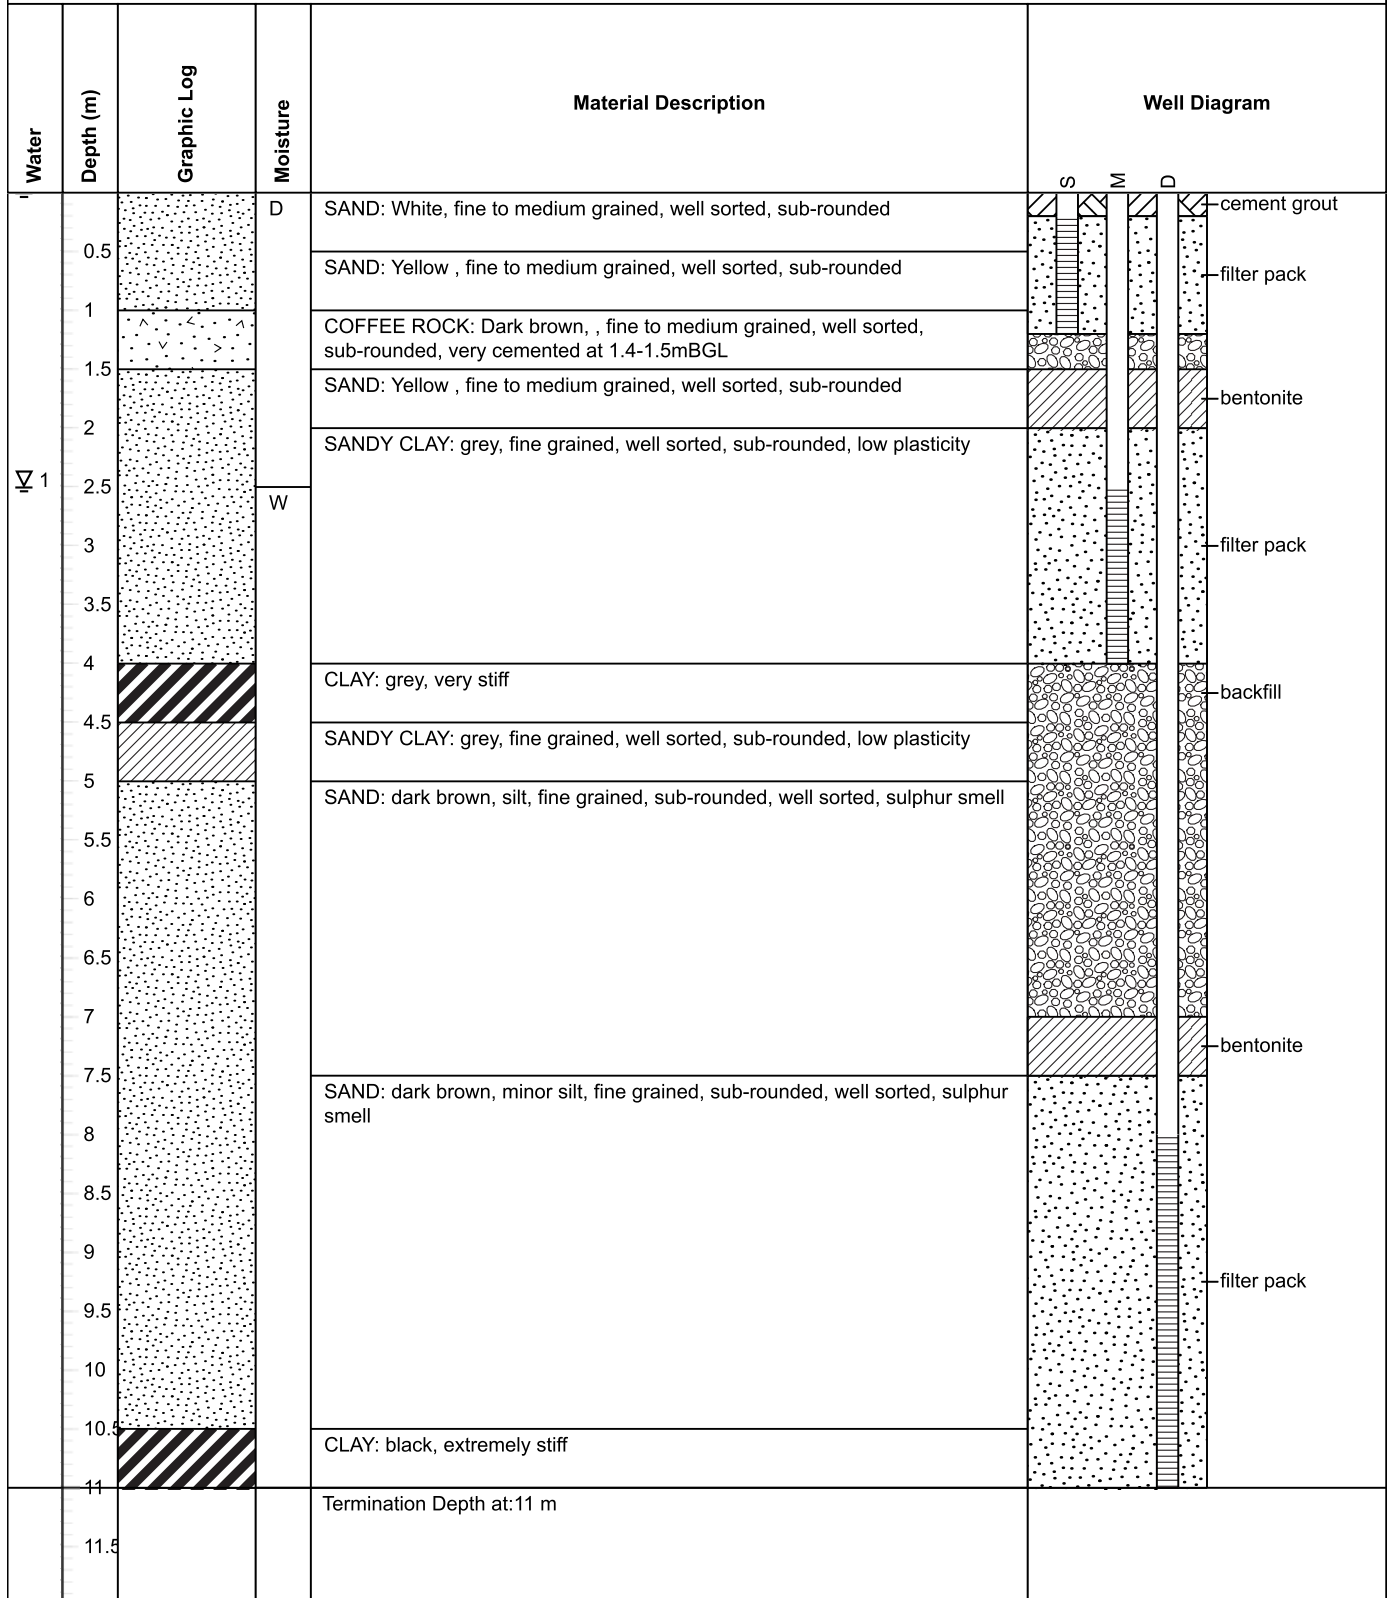 Water
Depth (m)
Graphic Log
Moisture
Material Description
Well Diagram
S
M
D
D
SAND: White, fine to medium grained, well sorted, sub-rounded
cement grout
0.5
SAND: Yellow , fine to medium grained, well sorted, sub-rounded
filter pack
1
COFFEE ROCK: Dark brown, , fine to medium grained, well sorted,
sub-rounded, very cemented at 1.4-1.5mBGL
1.5
SAND: Yellow , fine to medium grained, well sorted, sub-rounded
bentonite
2
SANDY CLAY: grey, fine grained, well sorted, sub-rounded, low plasticity
1
2.5
W
3
filter pack
3.5
4
CLAY: grey, very stiff
backfill
4.5
SANDY CLAY: grey, fine grained, well sorted, sub-rounded, low plasticity
5
SAND: dark brown, silt, fine grained, sub-rounded, well sorted, sulphur smell
5.5
6
6.5
7
bentonite
7.5
SAND: dark brown, minor silt, fine grained, sub-rounded, well sorted, sulphur
smell
8
8.5
9
filter pack
9.5
10
10.5
CLAY: black, extremely stiff
11
Termination Depth at:11 m
11.5